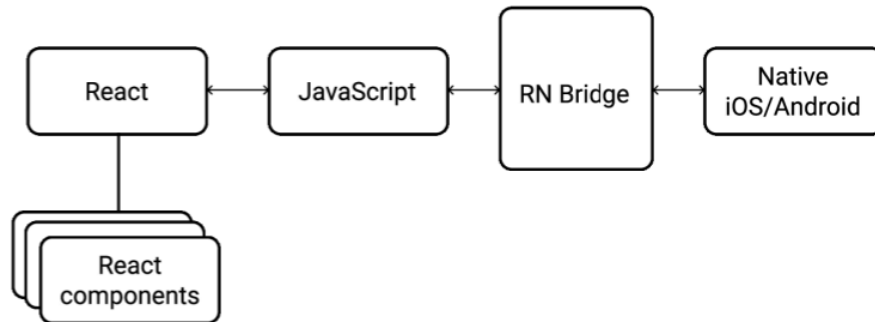 React
JavaScript
RN Bridge
Native
iOS/Android
React
components